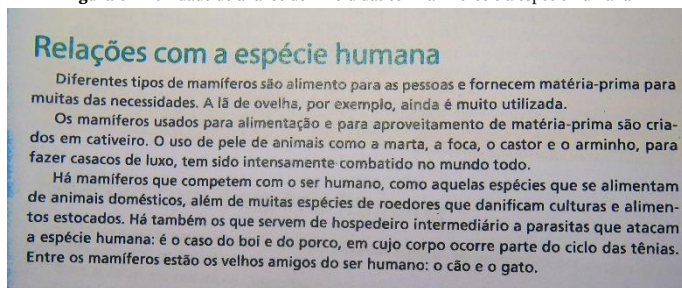 Relações com a espécie humana
Diferentes tipos de mamíferos são alimento para as pessoas e fornecem matéria-prima para
muitas das necessidades. A lã de ovelha, por exemplo, ainda é muito utilizada.
Os mamíferos usados para alimentação e para aproveitamento de matéria-prima são cria-
dos em cativeiro. O uso de pele de animais como a marta, a foca, o castor e o arminho, para
fazer casacos de luxo, tem sido intensamente combatido no mundo todo.
Há mamíferos que competem com o ser humano, como aquelas espécies que se alimentam
de animais domésticos, além de muitas espécies de roedores que danificam culturas e alimen-
tos estocados. Há também os que servem de hospedeiro intermediário a parasitas que atacam
a espécie humana: é o caso do boi e do porco, em cujo corpo ocorre parte do ciclo das tênias.
Entre os mamíferos estão os velhos amigos do ser humano: o cão e o gato.